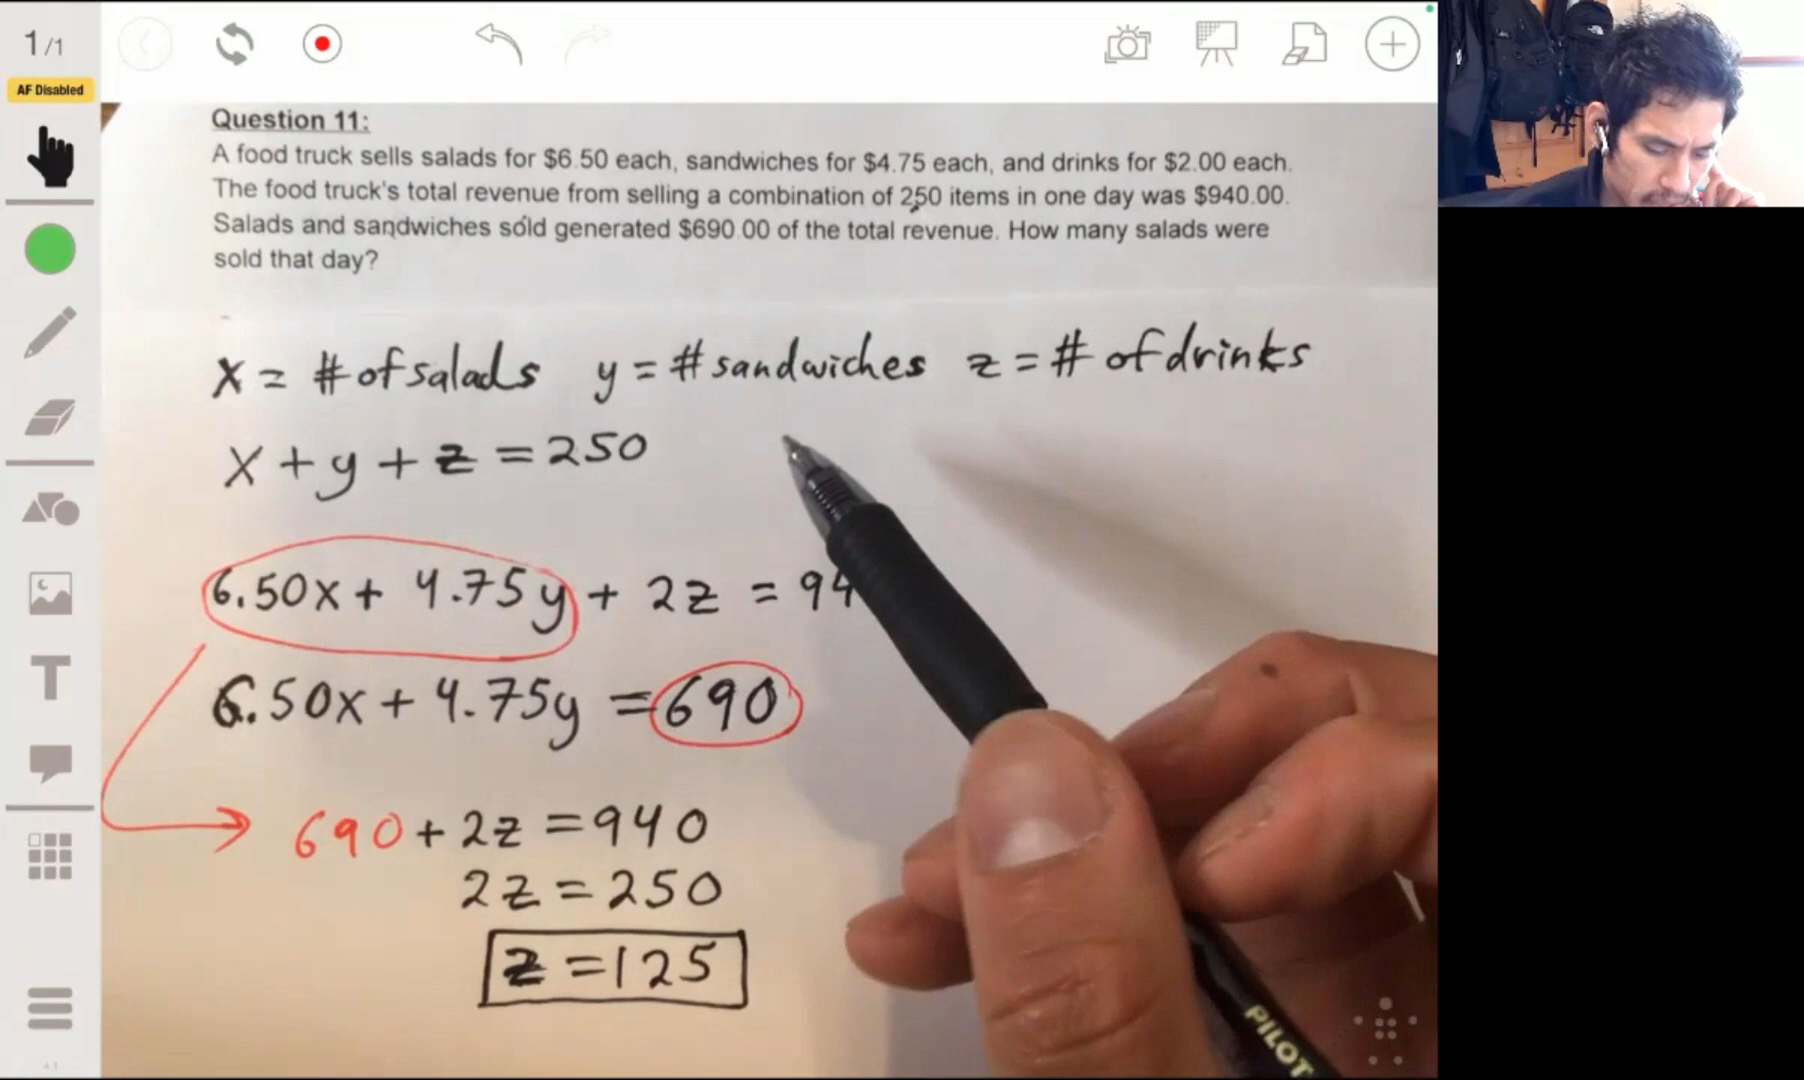 1/1
AF Disabled
Question 11:
A food truck sells salads for $6.50 each, sandwiches for $4.75 each, and drinks for $2.00 each.
The food truck's total revenue from selling a combination of 250 items in one day was $940.00.
Salads and sandwiches sold generated $690.00 of the total revenue. How many salads were
sold that day?
x = # of salads y = # sandwiches z = # of drinks
x + y + z = 250
6.50x + 4.75y + 2z = 94
6.50x + 4.75y = 690
690 + 2z = 940
2z = 250
z = 125
T
PILOT